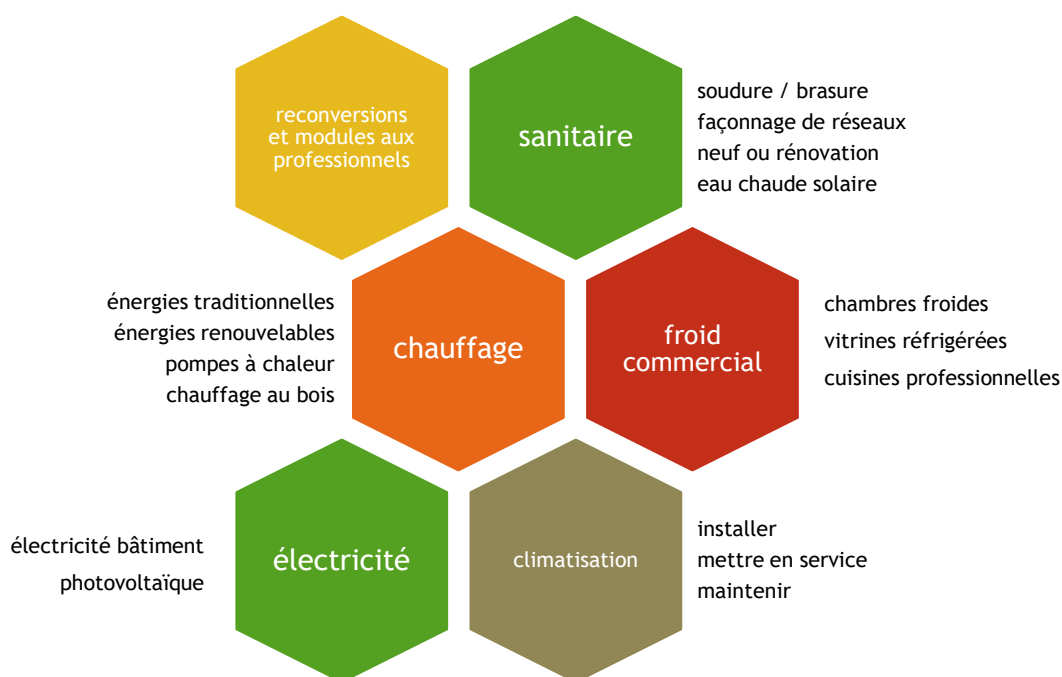 reconversions
et modules aux
professionnels
sanitaire
soudure / brasure
façonnage de réseaux
neuf ou rénovation
eau chaude solaire
énergies traditionnelles
énergies renouvelables
pompes à chaleur
chauffage au bois
chauffage
froid
commercial
chambres froides
vitrines réfrigérées
cuisines professionnelles
électricité bâtiment
photovoltaïque
électricité
climatisation
installer
mettre en service
maintenir